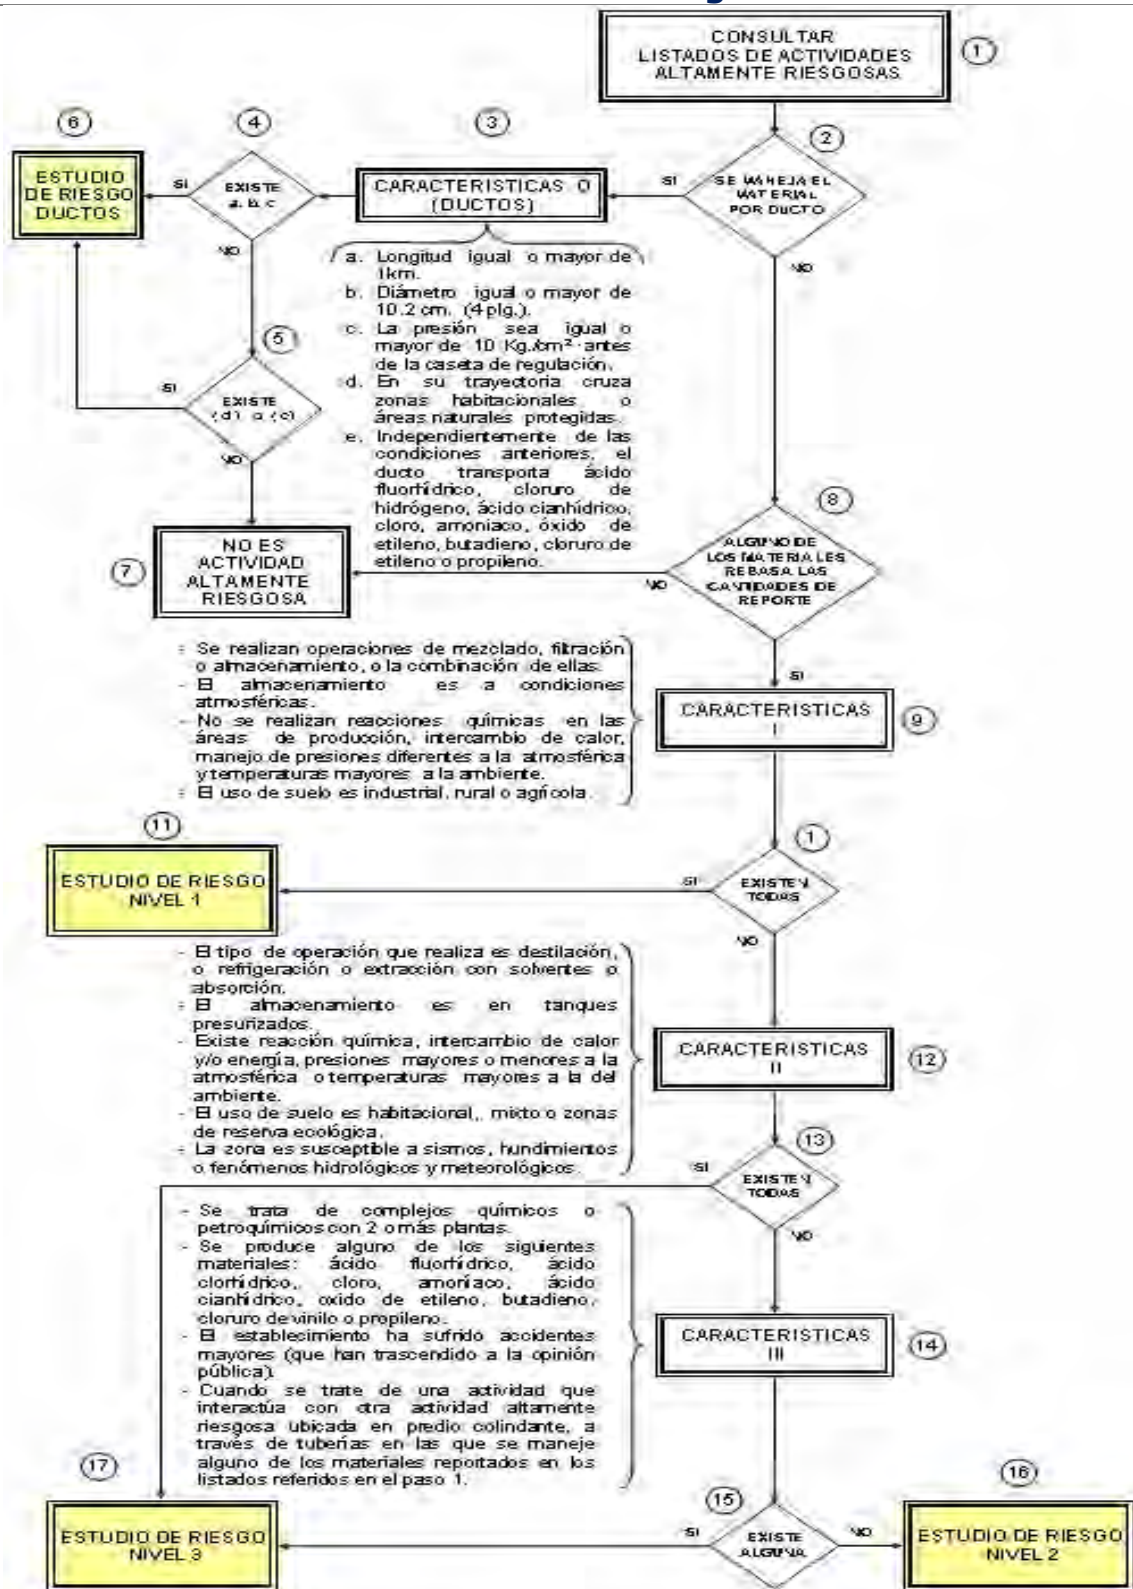 CONSULTAR
LISTADOS DE ACTIVIDADES
ALTAMENTE RIESGOSAS
1
2
SE MANEJA EL
MATERIAL
POR DUCTO
SI
NO
3
CARACTERISTICAS O
(DUCTOS)
a. Longitud igual o mayor de
1km.
b. Diámetro igual o mayor de
10.2 cm. (4 plg.).
c. La presión sea igual o
mayor de 10 Kg./cm² antes
de la caseta de regulación.
d. En su trayectoria cruza
zonas habitacionales o
áreas naturales protegidas.
e. Independientemente de las
condiciones anteriores, el
ducto transporta ácido
fluorhídrico, cloruro de
hidrógeno, ácido cianhídrico,
cloro, amoniaco, óxido de
etileno, butadieno, cloruro de
etileno o propileno.
4
EXISTE
a, b, c
SI
NO
6
ESTUDIO
DE RIESGO
DUCTOS
5
EXISTE
(d) o (e)
SI
NO
7
NO ES
ACTIVIDAD
ALTAMENTE
RIESGOSA
8
ALGUNO DE
LOS MATERIALES
REBASA LAS
CANTIDADES DE
REPORTE
NO
SI
- Se realizan operaciones de mezclado, filtración
o almacenamiento, o la combinación de ellas.
- El almacenamiento es a condiciones
atmosféricas.
- No se realizan reacciones químicas en las
áreas de producción, intercambio de calor,
manejo de presiones diferentes a la atmosférica
y temperaturas mayores a la ambiente.
- El uso de suelo es industrial, rural o agrícola.
CARACTERISTICAS
I
9
1
EXISTEN
TODAS
SI
NO
11
ESTUDIO DE RIESGO
NIVEL 1
- El tipo de operación que realiza es destilación,
o refrigeración o extracción con solventes o
absorción.
- El almacenamiento es en tanques
presurizados.
- Existe reacción química, intercambio de calor
y/o energía, presiones mayores o menores a la
atmosférica o temperaturas mayores a la del
ambiente.
- El uso de suelo es habitacional, mixto o zonas
de reserva ecológica.
- La zona es susceptible a sismos, hundimientos
o fenómenos hidrológicos y meteorológicos.
CARACTERISTICAS
II
12
13
EXISTEN
TODAS
SI
NO
- Se trata de complejos químicos o
petroquímicos con 2 o más plantas.
- Se produce alguno de los siguientes
materiales: ácido fluorhídrico, ácido
clorhídrico, cloro, amoníaco, ácido
cianhídrico, oxido de etileno, butadieno,
cloruro de vinilo o propileno.
- El establecimiento ha sufrido accidentes
mayores (que han trascendido a la opinión
pública).
- Cuando se trate de una actividad que
interactúa con otra actividad altamente
riesgosa ubicada en predio colindante, a
través de tuberías en las que se maneje
alguno de los materiales reportados en los
listados referidos en el paso 1.
CARACTERISTICAS
III
14
15
EXISTE
ALGUNA
SI
NO
17
ESTUDIO DE RIESGO
NIVEL 3
16
ESTUDIO DE RIESGO
NIVEL 2